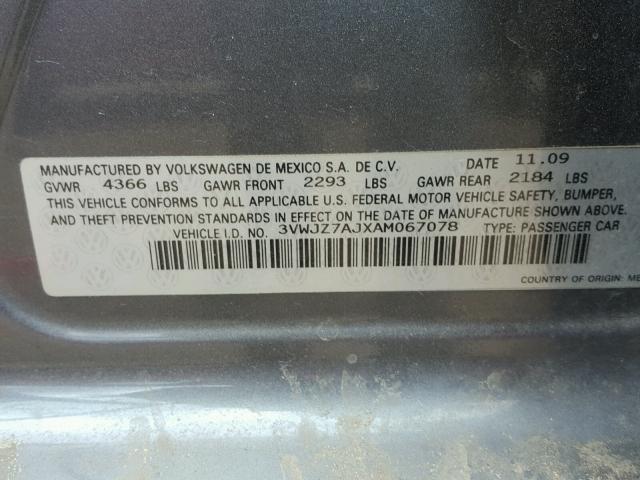 MANUFACTURED BY VOLKSWAGEN DE MEXICO S.A. DE C.V. DATE 11.09
GVWR 4366 LBS GAWR FRONT 2293 LBS GAWR REAR 2184 LBS
THIS VEHICLE CONFORMS TO ALL APPLICABLE U.S. FEDERAL MOTOR VEHICLE SAFETY, BUMPER,
AND THEFT PREVENTION STANDARDS IN EFFECT ON THE DATE OF MANUFACTURE SHOWN ABOVE.
VEHICLE I.D. NO. 3VWJZ7AJXAM067078 TYPE: PASSENGER CAR
COUNTRY OF ORIGIN: ME